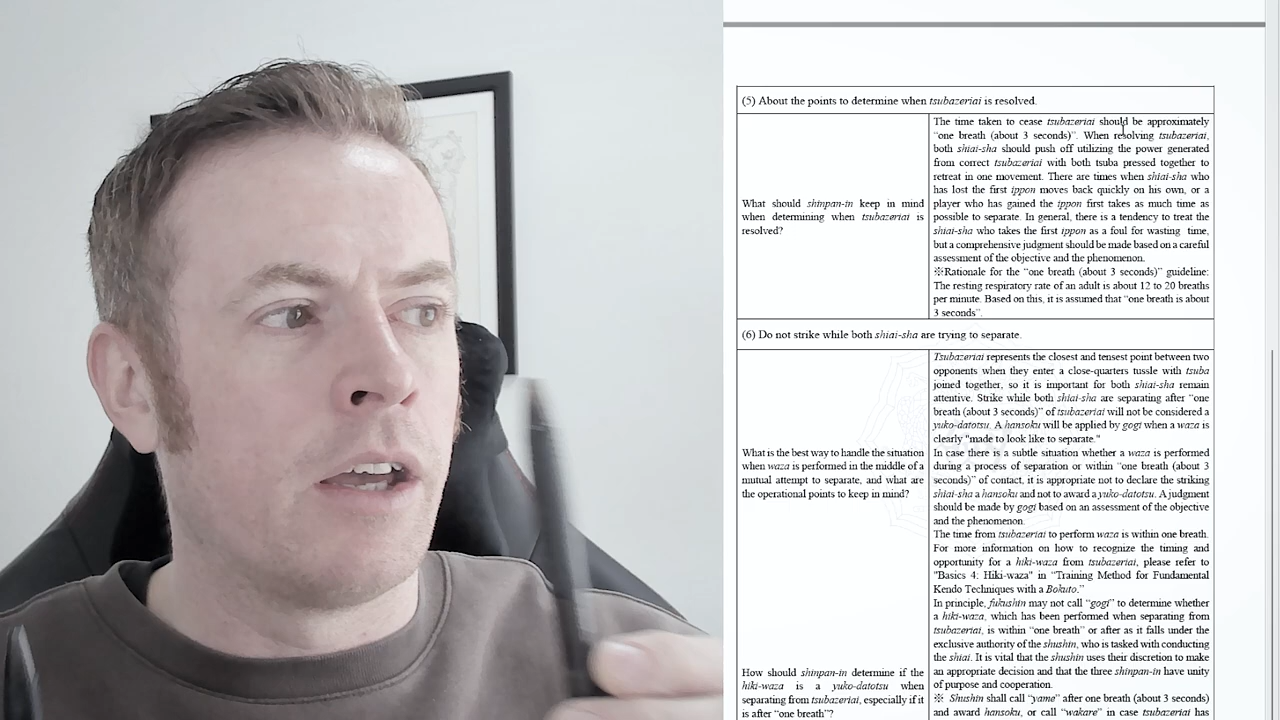 (5) About the points to determine when tsubazeriai is resolved.
What should shinpan-in keep in mind
when determining when tsubazeriai is
resolved?
The time taken to cease tsubazeriai should be approximately
“one breath (about 3 seconds)”. When resolving tsubazeriai,
both shiai-sha should push off utilizing the power generated
from correct tsubazeriai with both tsuba pressed together to
retreat in one movement. There are times when shiai-sha who
has lost the first ippon moves back quickly on his own, or a
player who has gained the ippon first takes as much time as
possible to separate. In general, there is a tendency to treat the
shiai-sha who takes the first ippon as a foul for wasting time,
but a comprehensive judgment should be made based on a careful
assessment of the objective and the phenomenon.
※Rationale for the “one breath (about 3 seconds)” guideline:
The resting respiratory rate of an adult is about 12 to 20 breaths
per minute. Based on this, it is assumed that “one breath is about
3 seconds”.
(6) Do not strike while both shiai-sha are trying to separate.
What is the best way to handle the situation
when waza is performed in the middle of a
mutual attempt to separate, and what are
the operational points to keep in mind?
Tsubazeriai represents the closest and tensest point between two
opponents when they enter a close-quarters tussle with tsuba
joined together, so it is important for both shiai-sha remain
attentive. Strike while both shiai-sha are separating after “one
breath (about 3 seconds)” of tsubazeriai will not be considered a
yuko-datotsu. A hansoku will be applied by gogi when a waza is
clearly "made to look like to separate."
In case there is a subtle situation whether a waza is performed
during a process of separation or within “one breath (about 3
seconds)” of contact, it is appropriate not to declare the striking
shiai-sha a hansoku and not to award a yuko-datotsu. A judgment
should be made by gogi based on an assessment of the objective
and the phenomenon.
The time from tsubazeriai to perform waza is within one breath.
For more information on how to recognize the timing and
opportunity for a hiki-waza from tsubazeriai, please refer to
"Basics 4: Hiki-waza" in “Training Method for Fundamental
Kendo Techniques with a Bokuto.”
How should shinpan-in determine if the
hiki-waza is a yuko-datotsu when
separating from tsubazeriai, especially if it
is after “one breath”?
In principle, fukushin may not call “gogi” to determine whether
a hiki-waza, which has been performed when separating from
tsubazeriai, is within “one breath” or after as it falls under the
exclusive authority of the shushin, who is tasked with conducting
the shiai. It is vital that the shushin uses their discretion to make
an appropriate decision and that the three shinpan-in have unity
of purpose and cooperation.
※ Shushin shall call “yame” after one breath (about 3 seconds)
and award hansoku, or call “wakare” in case tsubazeriai has